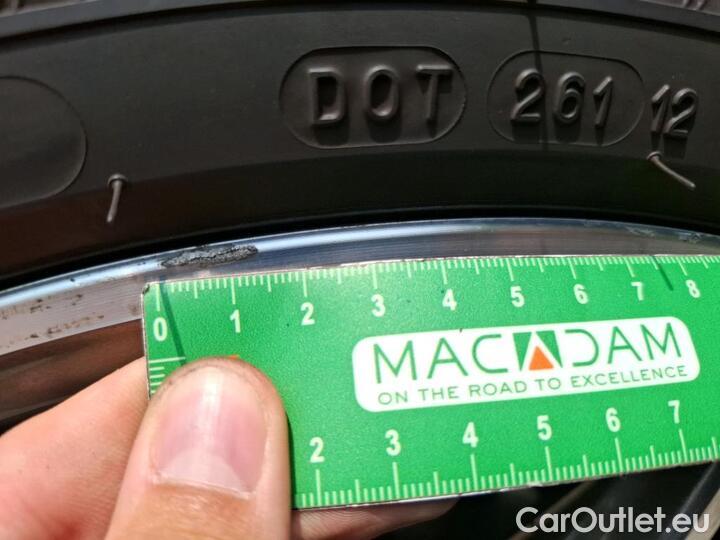 DOT 261 12
0 1 2 3 4 5 6 7 8
MACADAM
ON THE ROAD TO EXCELLENCE
2 3 4 5 6 7
CarOutlet.eu